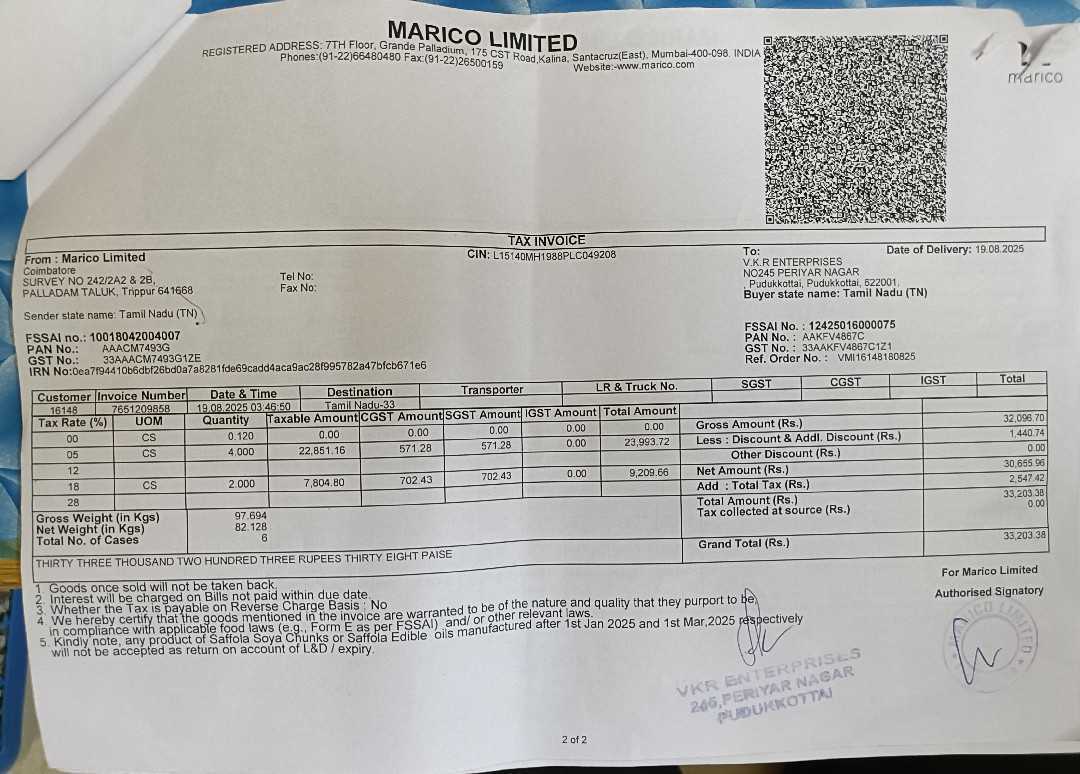 MARICO LIMITED
REGISTERED ADDRESS: 7TH Floor, Grande Palladium, 175 CST Road,Kalina, Santacruz(East), Mumbai-400-098. INDIA
Phones:(91-22)66480480 Fax:(91-22)26500159 Website:-www.marico.com
marico
TAX INVOICE
From : Marico Limited
CIN: L15140MH1988PLC049208
To:
Date of Delivery: 19.08.2025
Coimbatore
SURVEY NO 242/2A2 & 2B,
PALLADAM TALUK, Trippur 641668
Tel No:
Fax No:
V.K.R ENTERPRISES
NO245 PERIYAR NAGAR
, Pudukkottai, Pudukkottai, 622001,
Buyer state name: Tamil Nadu (TN)
Sender state name: Tamil Nadu (TN)
FSSAI no.: 10018042004007
PAN No.: AAACM7493G
GST No.: 33AAACM7493G1ZE
IRN No:0ea7f94410b6dbf26bd0a7a8281fde69cadd4aca9ac28f995782a47bfcb671e6
FSSAI No. : 12425016000075
PAN No. : AAKFV4867C
GST No. : 33AAKFV4867C1Z1
Ref. Order No. : VMI16148180825
Customer Invoice Number Date & Time Destination Transporter LR & Truck No. SGST CGST IGST Total
16148 7651209858 19.08.2025 03:46:50 Tamil Nadu-33
Tax Rate (%) UOM Quantity Taxable Amount CGST Amount SGST Amount IGST Amount Total Amount
00 CS 0.120 0.00 0.00 0.00 0.00 0.00
05 CS 4.000 22,851.16 571.28 571.28 0.00 23,993.72
12
18 CS 2.000 7,804.80 702.43 702.43 0.00 9,209.66
28
Gross Amount (Rs.) 32,096.70
Less : Discount & Addl. Discount (Rs.) 1,440.74
Other Discount (Rs.) 0.00
Net Amount (Rs.) 30,655.96
Add : Total Tax (Rs.) 2,547.42
Total Amount (Rs.) 33,203.38
Tax collected at source (Rs.) 0.00
Grand Total (Rs.) 33,203.38
Gross Weight (in Kgs) 97.694
Net Weight (in Kgs) 82.128
Total No. of Cases 6
THIRTY THREE THOUSAND TWO HUNDRED THREE RUPEES THIRTY EIGHT PAISE
1. Goods once sold will not be taken back.
2. Interest will be charged on Bills not paid within due date.
3. Whether the Tax is payable on Reverse Charge Basis : No
4. We hereby certify that the goods mentioned in the invoice are warranted to be of the nature and quality that they purport to be,
in compliance with applicable food laws (e.g., Form E as per FSSAI) and/ or other relevant laws.
5. Kindly note, any product of Saffola Soya Chunks or Saffola Edible oils manufactured after 1st Jan 2025 and 1st Mar,2025 respectively
will not be accepted as return on account of L&D / expiry.
For Marico Limited
Authorised Signatory
MARICO LIMITED
VKR ENTERPRISES
245,PERIYAR NAGAR
PUDUKKOTTAI
2 of 2